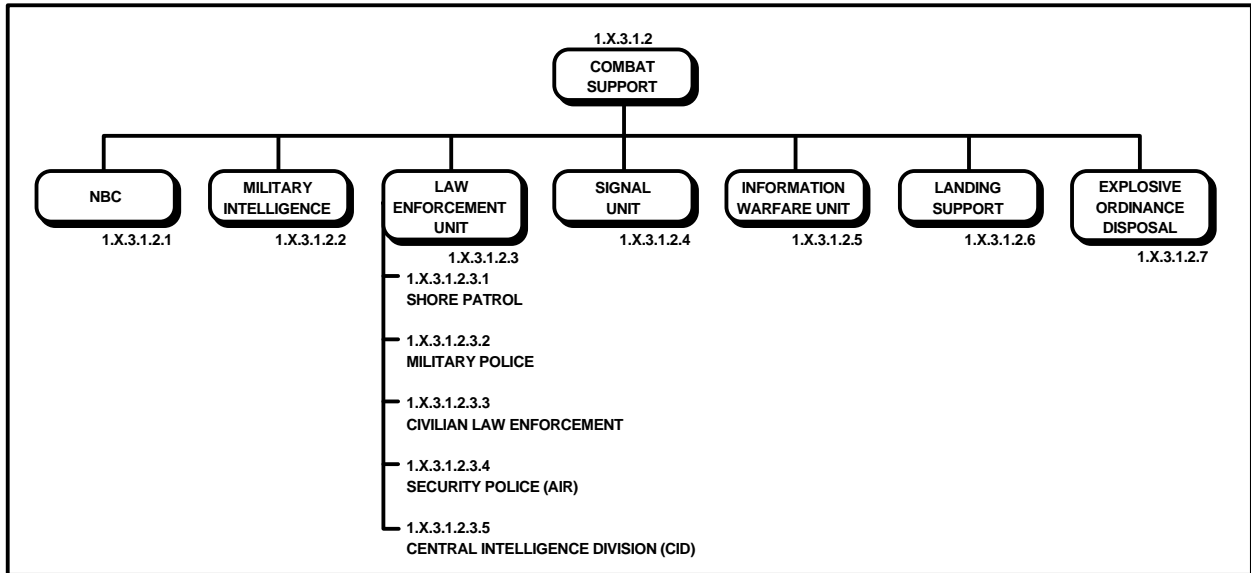 1.X.3.1.2
COMBAT
SUPPORT
NBC
1.X.3.1.2.1
MILITARY
INTELLIGENCE
1.X.3.1.2.2
LAW
ENFORCEMENT
UNIT
1.X.3.1.2.3
1.X.3.1.2.3.1
SHORE PATROL
1.X.3.1.2.3.2
MILITARY POLICE
1.X.3.1.2.3.3
CIVILIAN LAW ENFORCEMENT
1.X.3.1.2.3.4
SECURITY POLICE (AIR)
1.X.3.1.2.3.5
CENTRAL INTELLIGENCE DIVISION (CID)
SIGNAL
UNIT
1.X.3.1.2.4
INFORMATION
WARFARE UNIT
1.X.3.1.2.5
LANDING
SUPPORT
1.X.3.1.2.6
EXPLOSIVE
ORDINANCE
DISPOSAL
1.X.3.1.2.7